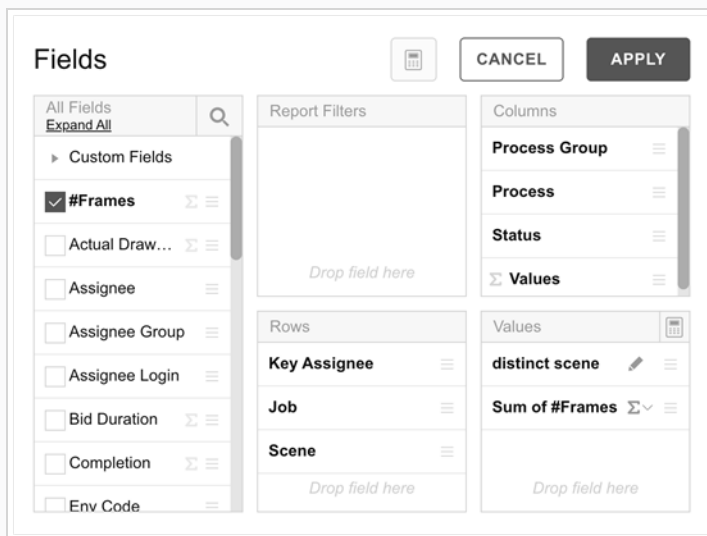 Fields
CANCEL
APPLY
All Fields
Expand All
Custom Fields
#Frames
Actual Draw...
Assignee
Assignee Group
Assignee Login
Bid Duration
Completion
Env Code
Report Filters
Drop field here
Columns
Process Group
Process
Status
Σ Values
Rows
Key Assignee
Job
Scene
Drop field here
Values
distinct scene
Sum of #Frames Σ
Drop field here